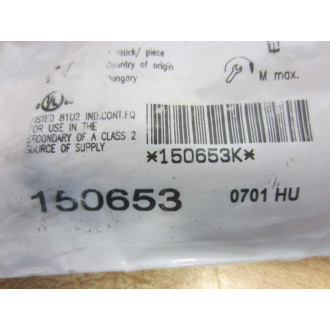 Stück/ piece
Country of origin
Hungary
M max.
UL
LISTED 81U2 IND.CONT.EQ
FOR USE IN THE
SECONDARY OF A CLASS 2
SOURCE OF SUPPLY
*150653K*
150653
0701 HU